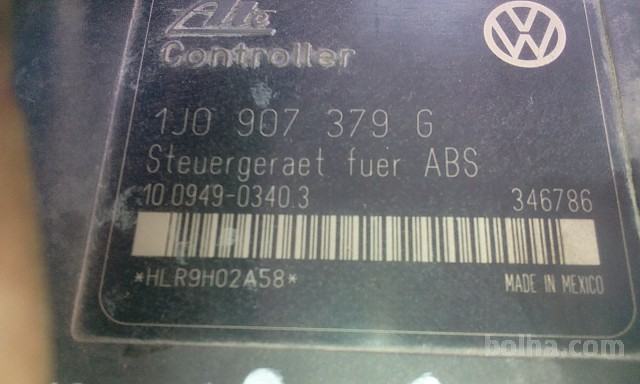 Ate
Controller
1J0 907 379 G
Steuergeraet fuer ABS
10.0949-0340.3 346786
*HLR9H02A58*
MADE IN MEXICO
bolha.com